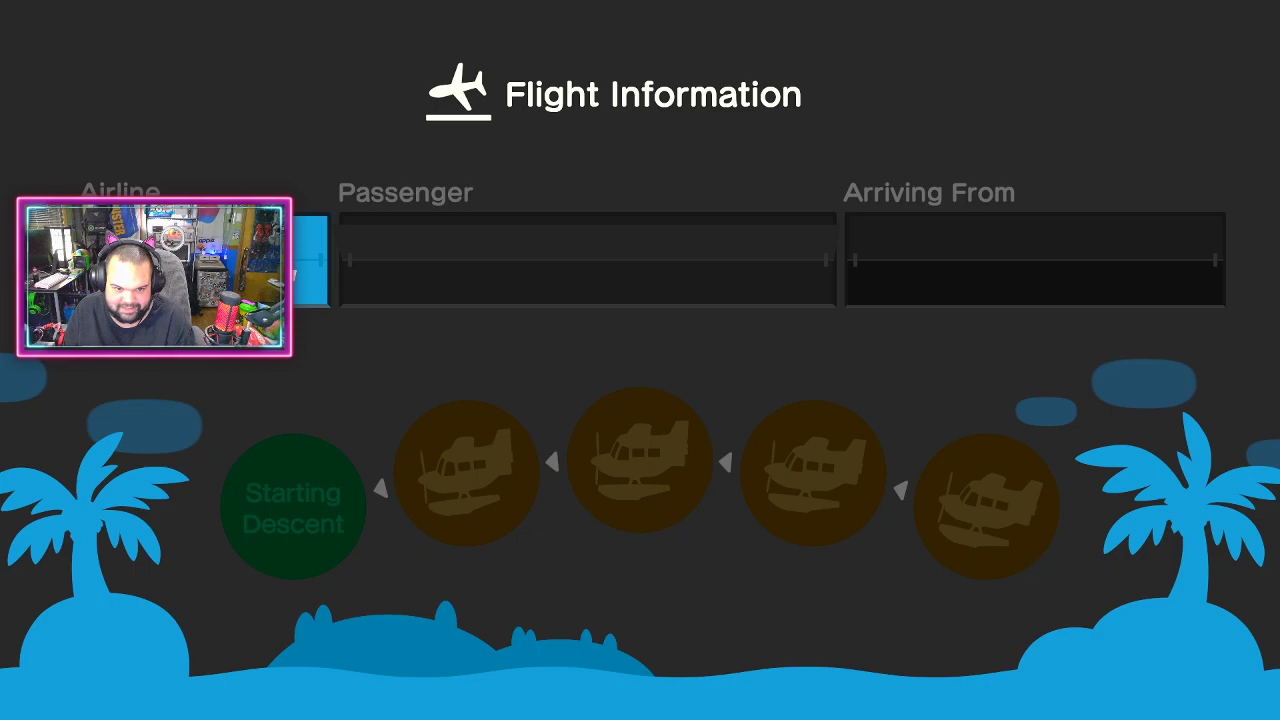 Flight Information
Airline
Passenger
Arriving From
Starting
Descent